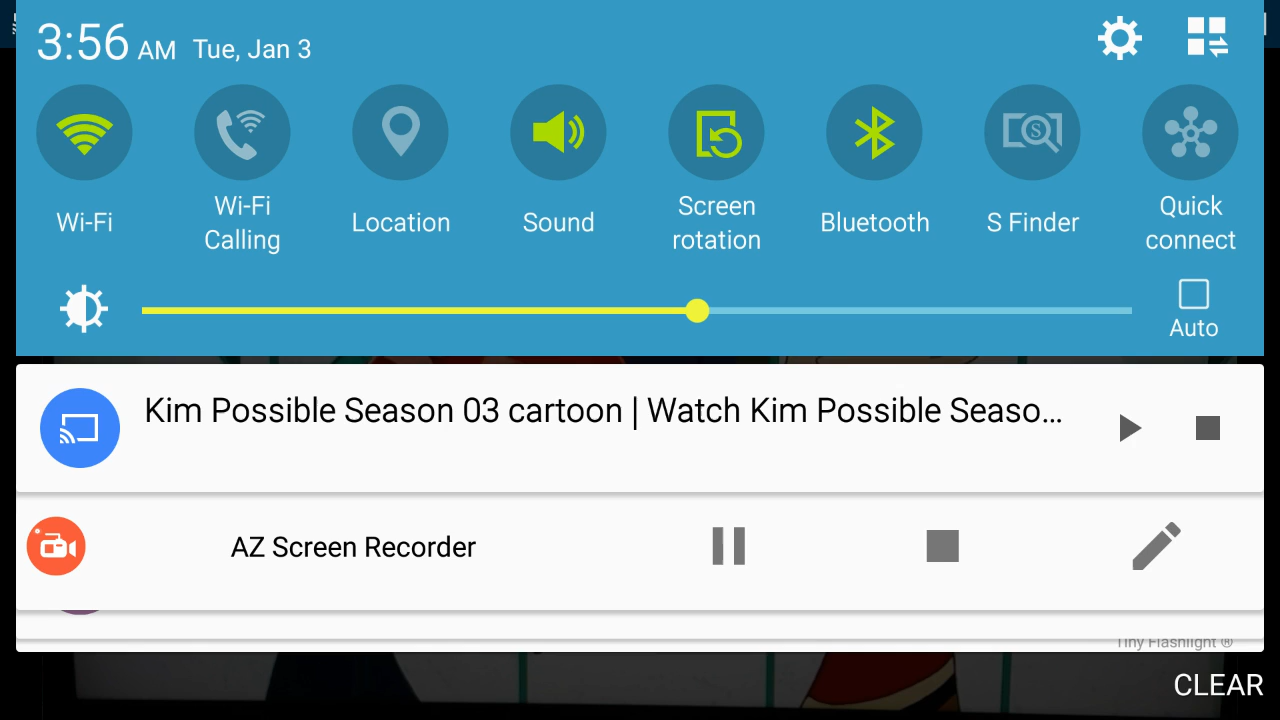 3:56 AM Tue, Jan 3
Wi-Fi
Wi-Fi
Calling
Location
Sound
Screen
rotation
Bluetooth
S Finder
Quick
connect
Auto
Kim Possible Season 03 cartoon | Watch Kim Possible Seaso...
AZ Screen Recorder
Tiny Flashlight ®
CLEAR